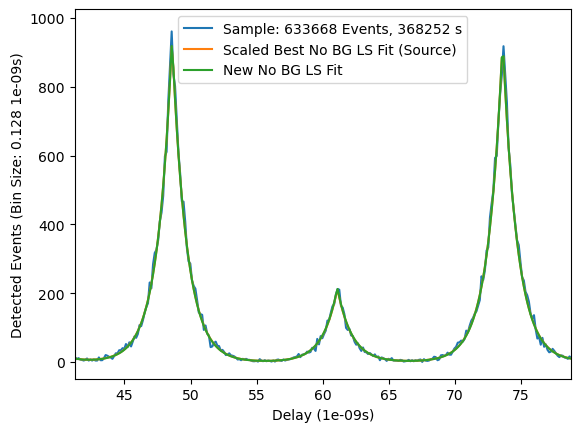 Sample: 633668 Events, 368252 s
Scaled Best No BG LS Fit (Source)
New No BG LS Fit
Detected Events (Bin Size: 0.128 1e-09s)
1000
800
600
400
200
0
45 50 55 60 65 70 75
Delay (1e-09s)